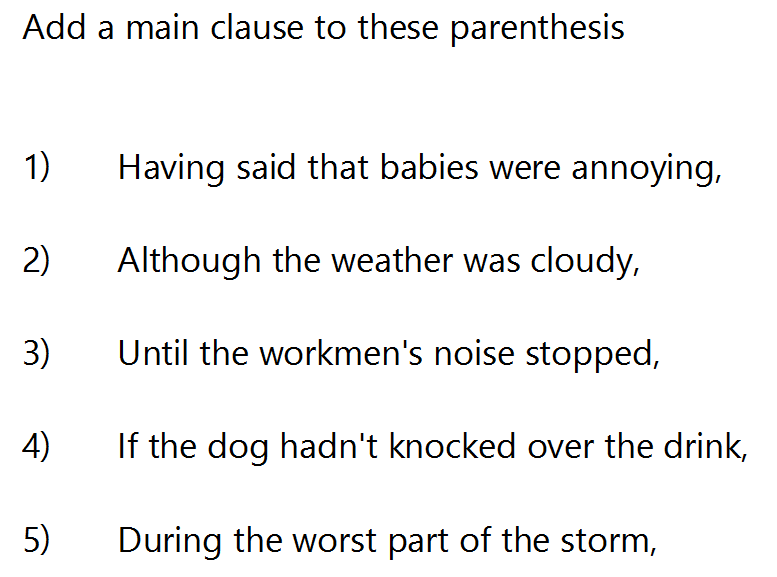 Add a main clause to these parenthesis
1) Having said that babies were annoying,
2) Although the weather was cloudy,
3) Until the workmen's noise stopped,
4) If the dog hadn't knocked over the drink,
5) During the worst part of the storm,